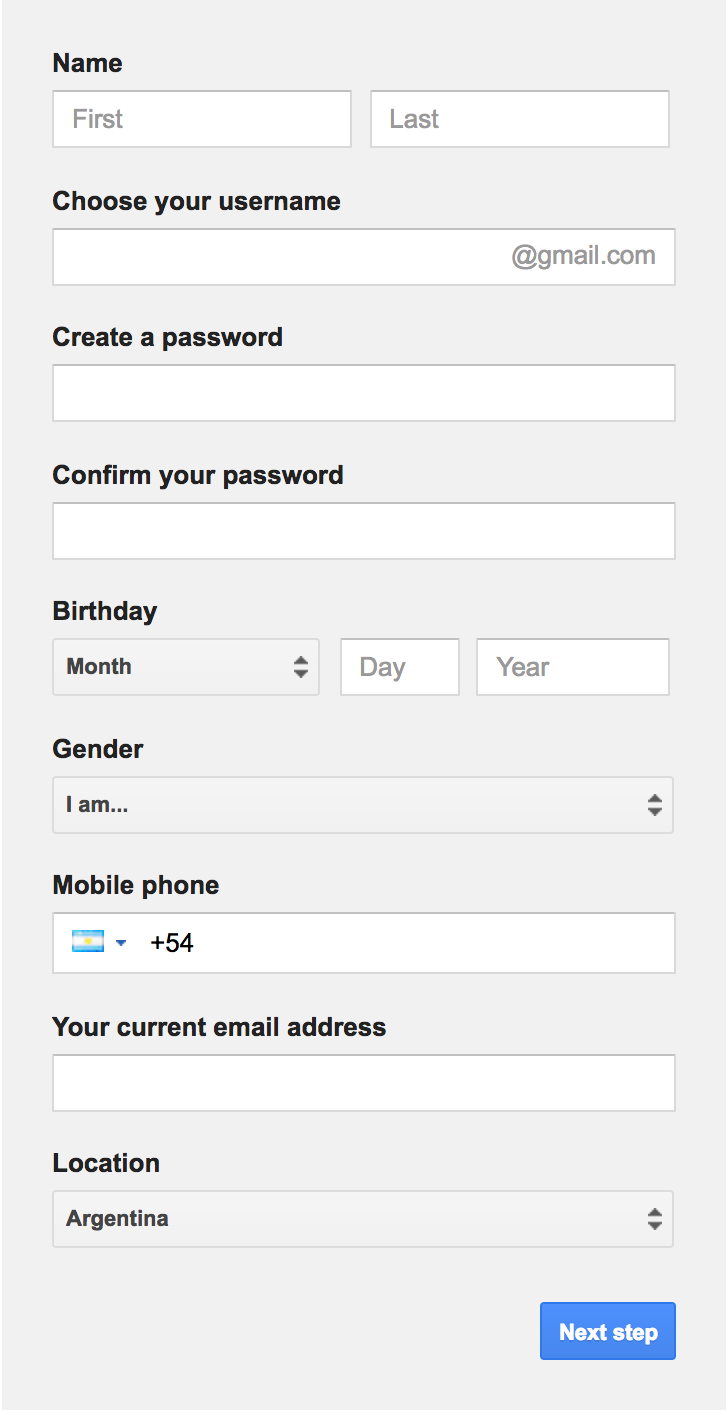 Name
First Last
Choose your username
@gmail.com
Create a password
Confirm your password
Birthday
Month Day Year
Gender
I am...
Mobile phone
+54
Your current email address
Location
Argentina
Next step